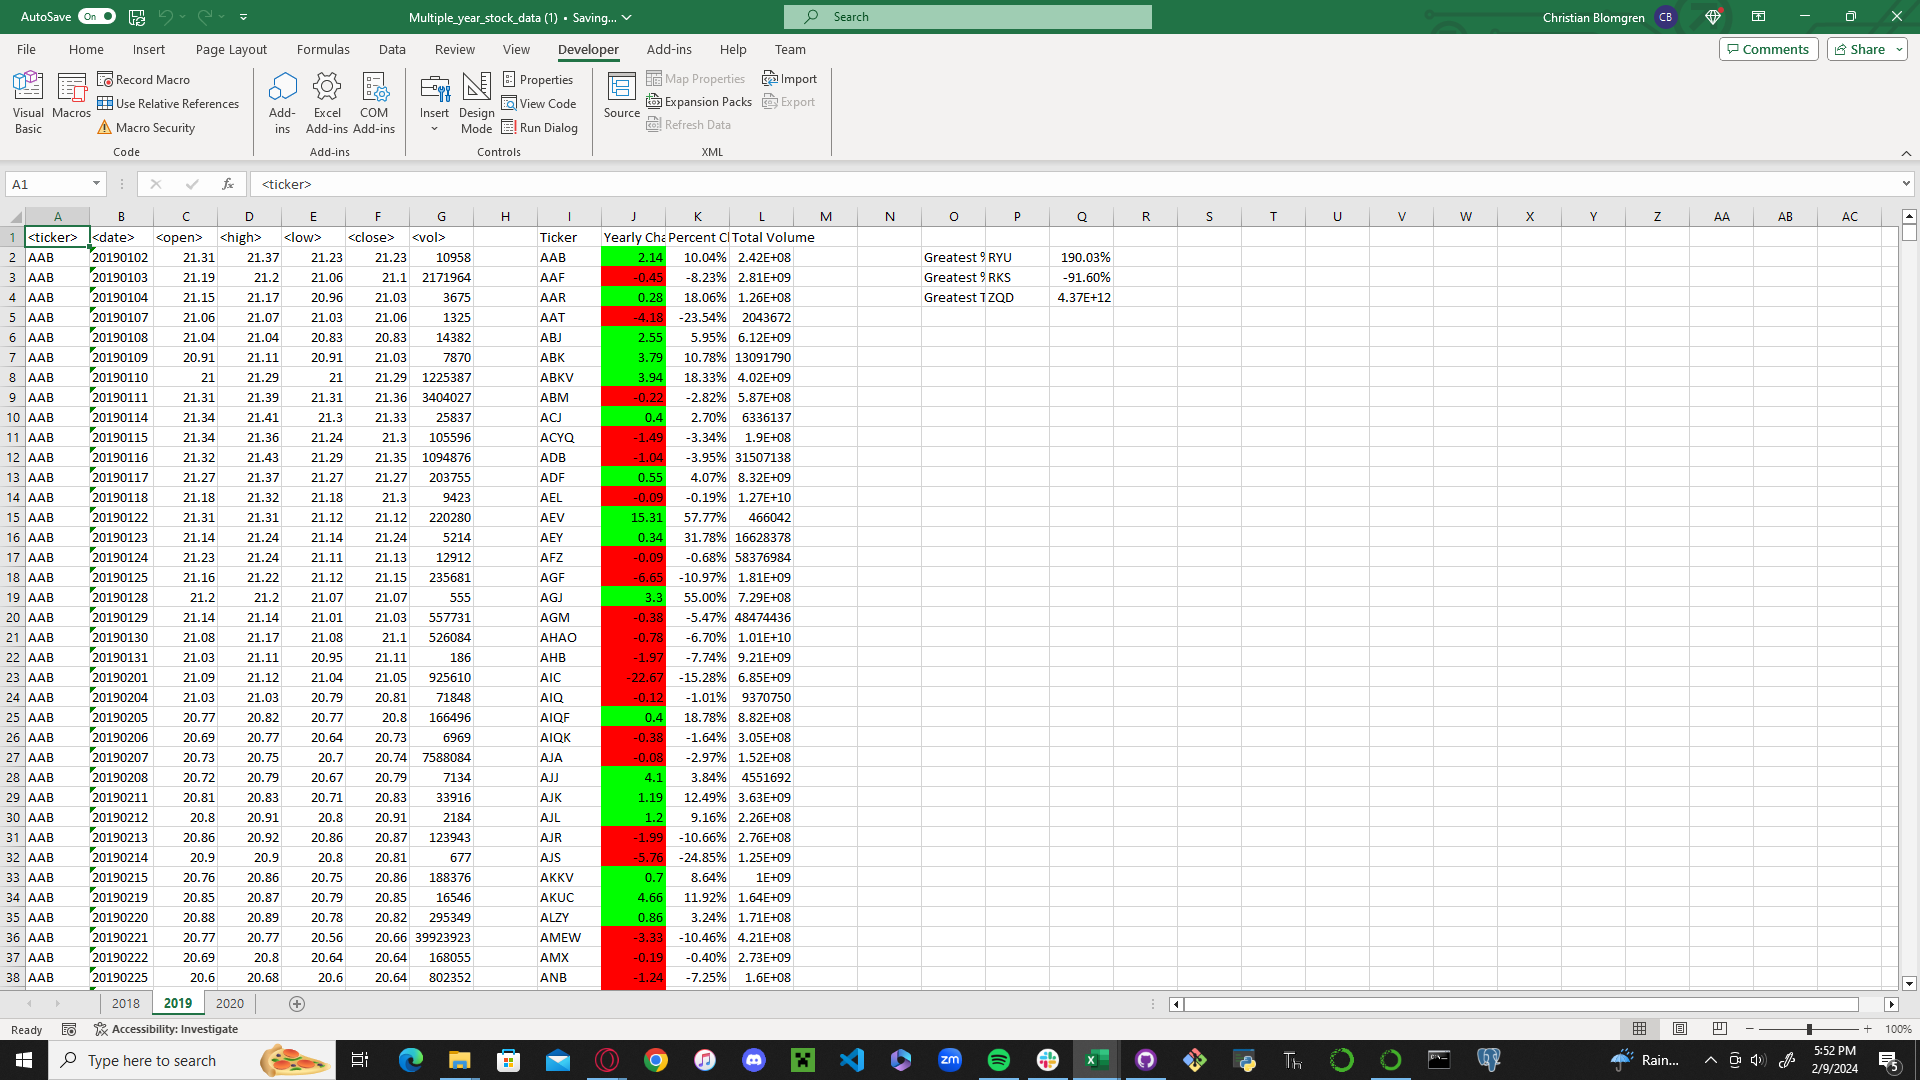 AutoSave On Multiple_year_stock_data (1) • Saving... Search Christian Blomgren CB
File Home Insert Page Layout Formulas Data Review View Developer Add-ins Help Team Comments Share
Visual Basic Macros Record Macro Use Relative References Macro Security Code
Add-ins Excel Add-ins COM Add-ins Add-ins
Insert Design Mode Properties View Code Run Dialog Controls
Source Map Properties Expansion Packs Refresh Data Import Export XML
A1 fx <ticker>
A B C D E F G H I J K L M N O P Q R S T U V W X Y Z AA AB AC
1 <ticker> <date> <open> <high> <low> <close> <vol> Ticker Yearly Cha Percent Cl Total Volume
2 AAB 20190102 21.31 21.37 21.23 21.23 10958 AAB 2.14 10.04% 2.42E+08 Greatest % RYU 190.03%
3 AAB 20190103 21.19 21.2 21.06 21.1 2171964 AAF -0.45 -8.23% 2.81E+09 Greatest % RKS -91.60%
4 AAB 20190104 21.15 21.17 20.96 21.03 3675 AAR 0.28 18.06% 1.26E+08 Greatest T ZQD 4.37E+12
5 AAB 20190107 21.06 21.07 21.03 21.06 1325 AAT -4.18 -23.54% 2043672
6 AAB 20190108 21.04 21.04 20.83 20.83 14382 ABJ 2.55 5.95% 6.12E+09
7 AAB 20190109 20.91 21.11 20.91 21.03 7870 ABK 3.79 10.78% 13091790
8 AAB 20190110 21 21.29 21 21.29 1225387 ABKV 3.94 18.33% 4.02E+09
9 AAB 20190111 21.31 21.39 21.31 21.36 3404027 ABM -0.22 -2.82% 5.87E+08
10 AAB 20190114 21.34 21.41 21.3 21.33 25837 ACJ 0.4 2.70% 6336137
11 AAB 20190115 21.34 21.36 21.24 21.3 105596 ACYQ -1.49 -3.34% 1.9E+08
12 AAB 20190116 21.32 21.43 21.29 21.35 1094876 ADB -1.04 -3.95% 31507138
13 AAB 20190117 21.27 21.37 21.27 21.27 203755 ADF 0.55 4.07% 8.32E+09
14 AAB 20190118 21.18 21.32 21.18 21.3 9423 AEL -0.09 -0.19% 1.27E+10
15 AAB 20190122 21.31 21.31 21.12 21.12 220280 AEV 15.31 57.77% 466042
16 AAB 20190123 21.14 21.24 21.14 21.24 5214 AEY 0.34 31.78% 16628378
17 AAB 20190124 21.23 21.24 21.11 21.13 12912 AFZ -0.09 -0.68% 58376984
18 AAB 20190125 21.16 21.22 21.12 21.15 235681 AGF -6.65 -10.97% 1.81E+09
19 AAB 20190128 21.2 21.2 21.07 21.07 555 AGJ 3.3 55.00% 7.29E+08
20 AAB 20190129 21.14 21.14 21.01 21.03 557731 AGM -0.38 -5.47% 48474436
21 AAB 20190130 21.08 21.17 21.08 21.1 526084 AHAO -0.78 -6.70% 1.01E+10
22 AAB 20190131 21.03 21.11 20.95 21.11 186 AHB -1.97 -7.74% 9.21E+09
23 AAB 20190201 21.09 21.12 21.04 21.05 925610 AIC -22.67 -15.28% 6.85E+09
24 AAB 20190204 21.03 21.03 20.79 20.81 71848 AIQ -0.12 -1.01% 9370750
25 AAB 20190205 20.77 20.82 20.77 20.8 166496 AIQF 0.4 18.78% 8.82E+08
26 AAB 20190206 20.69 20.77 20.64 20.73 6969 AIQK -0.38 -1.64% 3.05E+08
27 AAB 20190207 20.73 20.75 20.7 20.74 7588084 AJA -0.08 -2.97% 1.52E+08
28 AAB 20190208 20.72 20.79 20.67 20.79 7134 AJJ 4.1 3.84% 4551692
29 AAB 20190211 20.81 20.83 20.71 20.83 33916 AJK 1.19 12.49% 3.63E+09
30 AAB 20190212 20.8 20.91 20.8 20.91 2184 AJL 1.2 9.16% 2.26E+08
31 AAB 20190213 20.86 20.92 20.86 20.87 123943 AJR -1.99 -10.66% 2.76E+08
32 AAB 20190214 20.9 20.9 20.8 20.81 677 AJS -5.76 -24.85% 1.25E+09
33 AAB 20190215 20.76 20.86 20.75 20.86 188376 AKKV 0.7 8.64% 1E+09
34 AAB 20190219 20.85 20.87 20.79 20.85 16546 AKUC 4.66 11.92% 1.64E+09
35 AAB 20190220 20.88 20.89 20.78 20.82 295349 ALZY 0.86 3.24% 1.71E+08
36 AAB 20190221 20.77 20.77 20.56 20.66 39923923 AMEW -3.33 -10.46% 4.21E+08
37 AAB 20190222 20.69 20.8 20.64 20.64 168055 AMX -0.19 -0.40% 2.73E+09
38 AAB 20190225 20.6 20.68 20.6 20.64 802352 ANB -1.24 -7.25% 1.6E+08
2018 2019 2020
Ready Accessibility: Investigate 100%
Type here to search zm Rain... 5:52 PM
2/9/2024 5